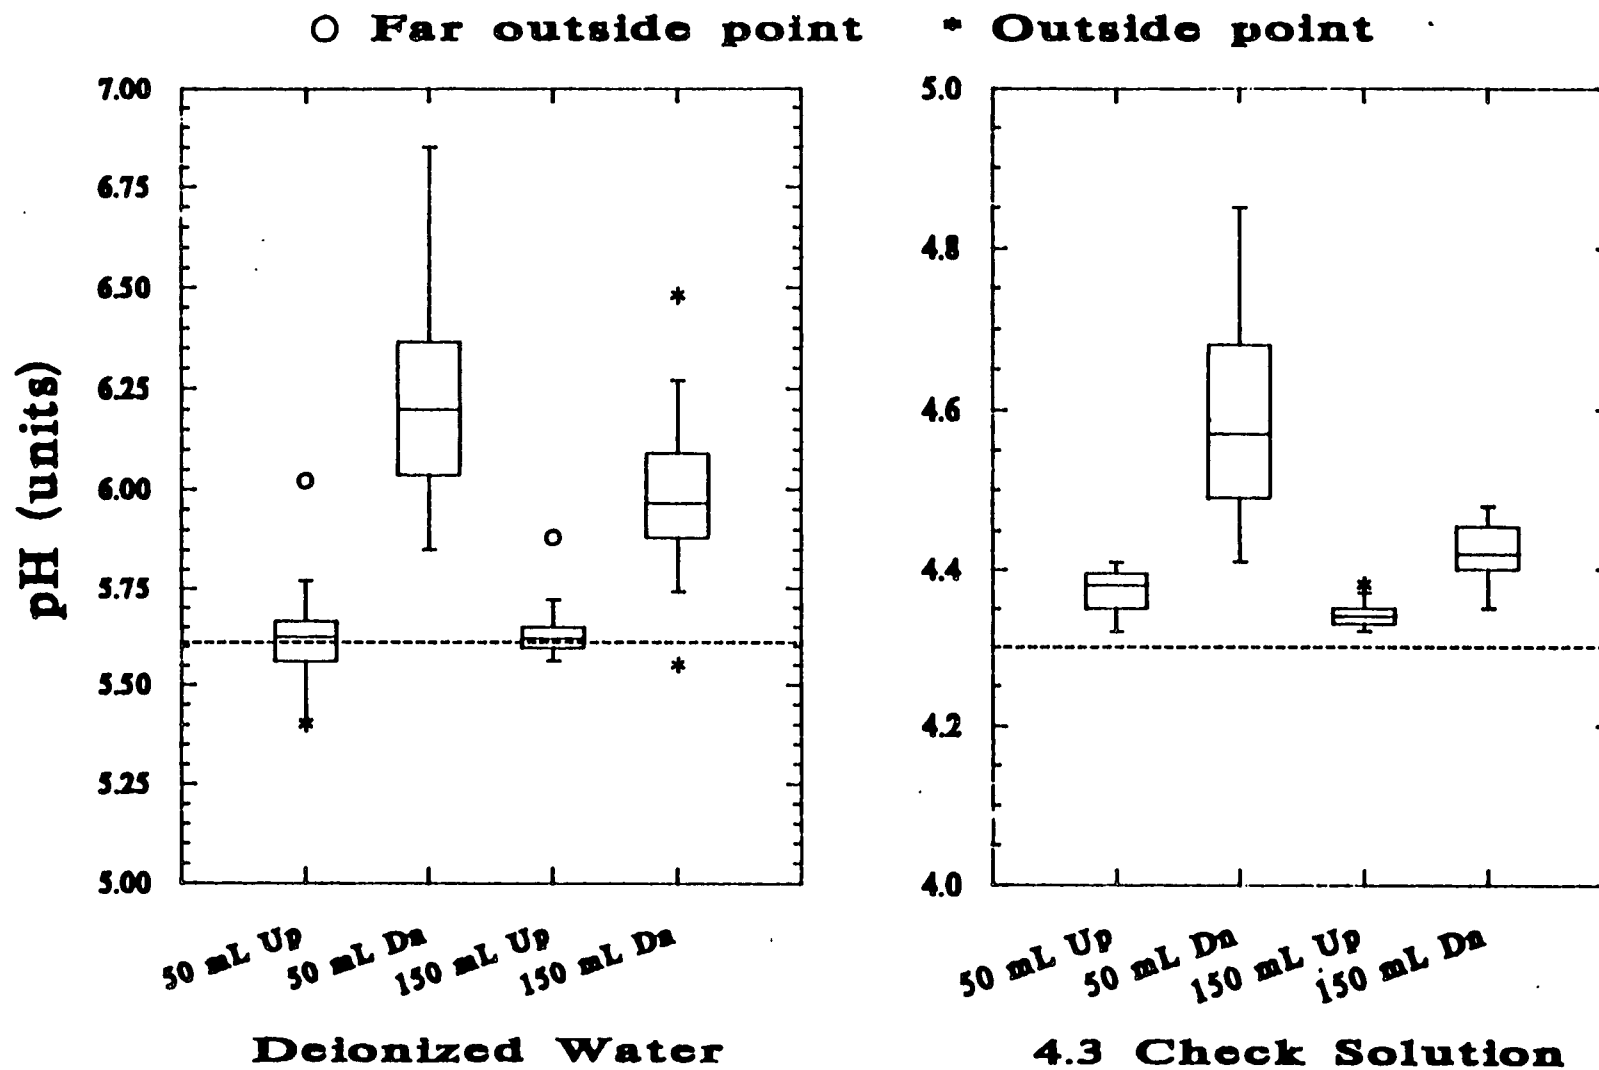 ○ Far outside point * Outside point
7.00
6.75
6.50
6.25
6.00
5.75
5.50
5.25
5.00
pH (units)
50 mL Up
50 mL Dn
150 mL Up
150 mL Dn
Deionized Water
5.0
4.8
4.6
4.4
4.2
4.0
50 mL Up
50 mL Dn
150 mL Up
150 mL Dn
4.3 Check Solution